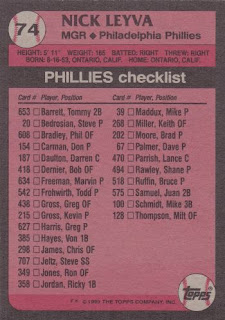 74
NICK LEYVA
MGR ◆ Philadelphia Phillies
HEIGHT: 5' 11" WEIGHT: 165 BATTED: RIGHT THREW: RIGHT
BORN: 8-16-53, ONTARIO, CALIF. HOME: ONTARIO, CALIF.
PHILLIES checklist
Card # Player, Position
653 Barrett, Tommy 2B
20 Bedrosian, Steve P
608 Bradley, Phil OF
154 Carman, Don P
187 Daulton, Darren C
418 Dernier, Bob OF
634 Freeman, Marvin P
542 Frohwirth, Todd P
438 Gross, Greg OF
215 Gross, Kevin P
627 Harris, Greg P
385 Hayes, Von 1B
298 James, Chris OF
707 Jeltz, Steve SS
349 Jones, Ron OF
358 Jordan, Ricky 1B
Card # Player, Position
39 Maddux, Mike P
268 Miller, Keith OF
202 Moore, Brad P
67 Palmer, Dave P
470 Parrish, Lance C
494 Rawley, Shane P
518 Ruffin, Bruce P
575 Samuel, Juan 2B
100 Schmidt, Mike 3B
128 Thompson, Milt OF
Topps
THE TOPPS COMPANY, INC.